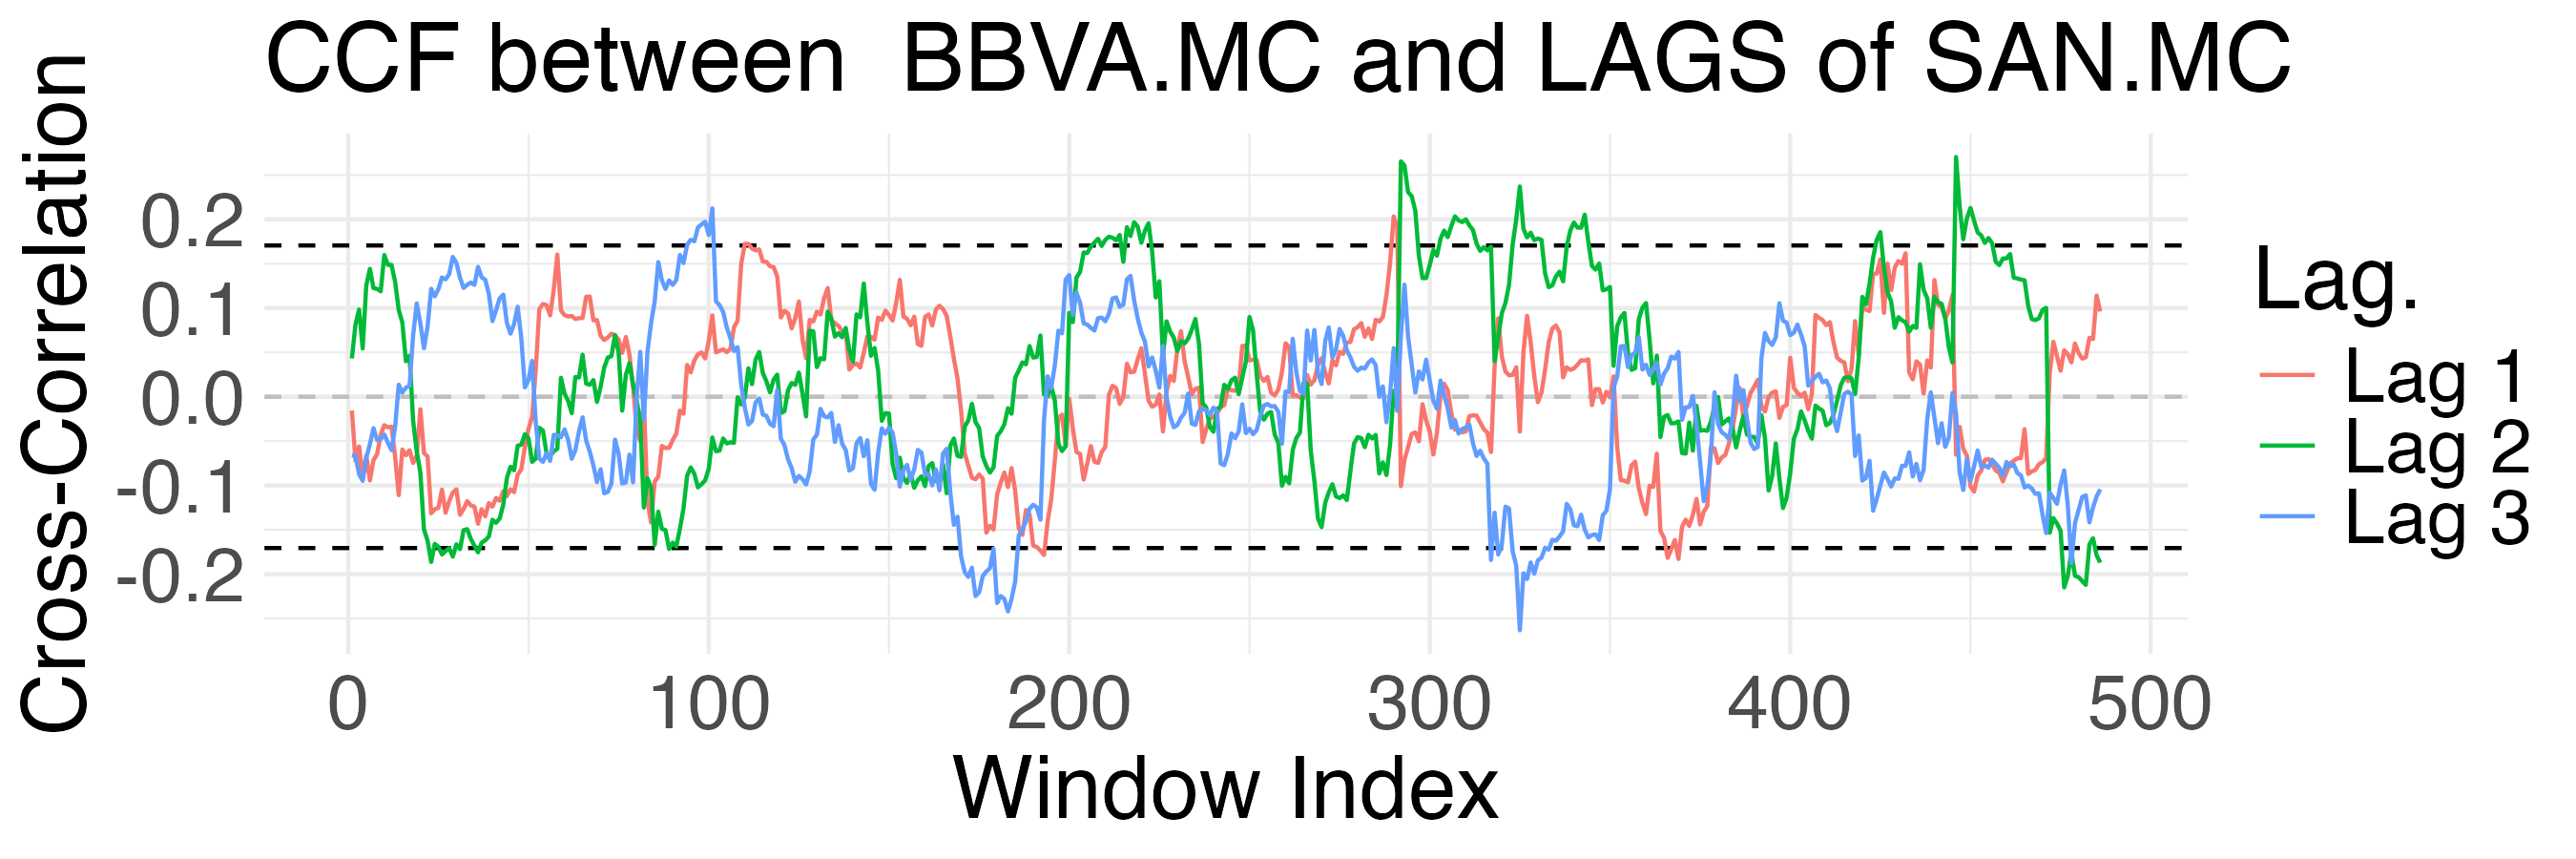 CCF between  BBVA.MC and LAGS of SAN.MC
Cross-Correlation
0.2
0.1
0.0
-0.1
-0.2
0 100 200 300 400 500
Window Index
Lag.
Lag 1
Lag 2
Lag 3